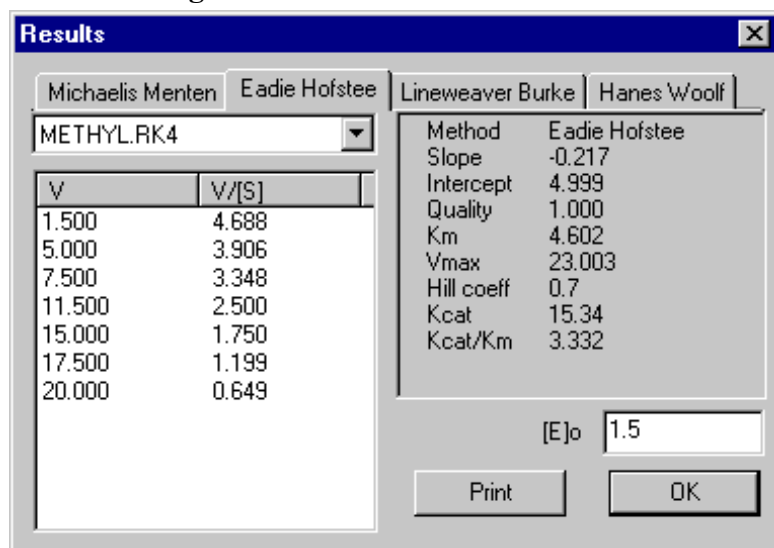 Results
Michaelis Menten Eadie Hofstee Lineweaver Burke Hanes Woolf
METHYL.RK4
V V/[S]
1.500 4.688
5.000 3.906
7.500 3.348
11.500 2.500
15.000 1.750
17.500 1.199
20.000 0.649
Method Eadie Hofstee
Slope -0.217
Intercept 4.999
Quality 1.000
Km 4.602
Vmax 23.003
Hill coeff 0.7
Kcat 15.34
Kcat/Km 3.332
[E]o 1.5
Print OK